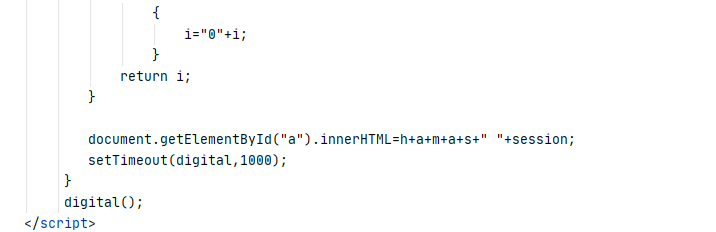 {
i="0"+i;
}
return i;
}
document.getElementById("a").innerHTML=h+a+m+a+s+" "+session;
setTimeout(digital,1000);
}
digital();
</script>